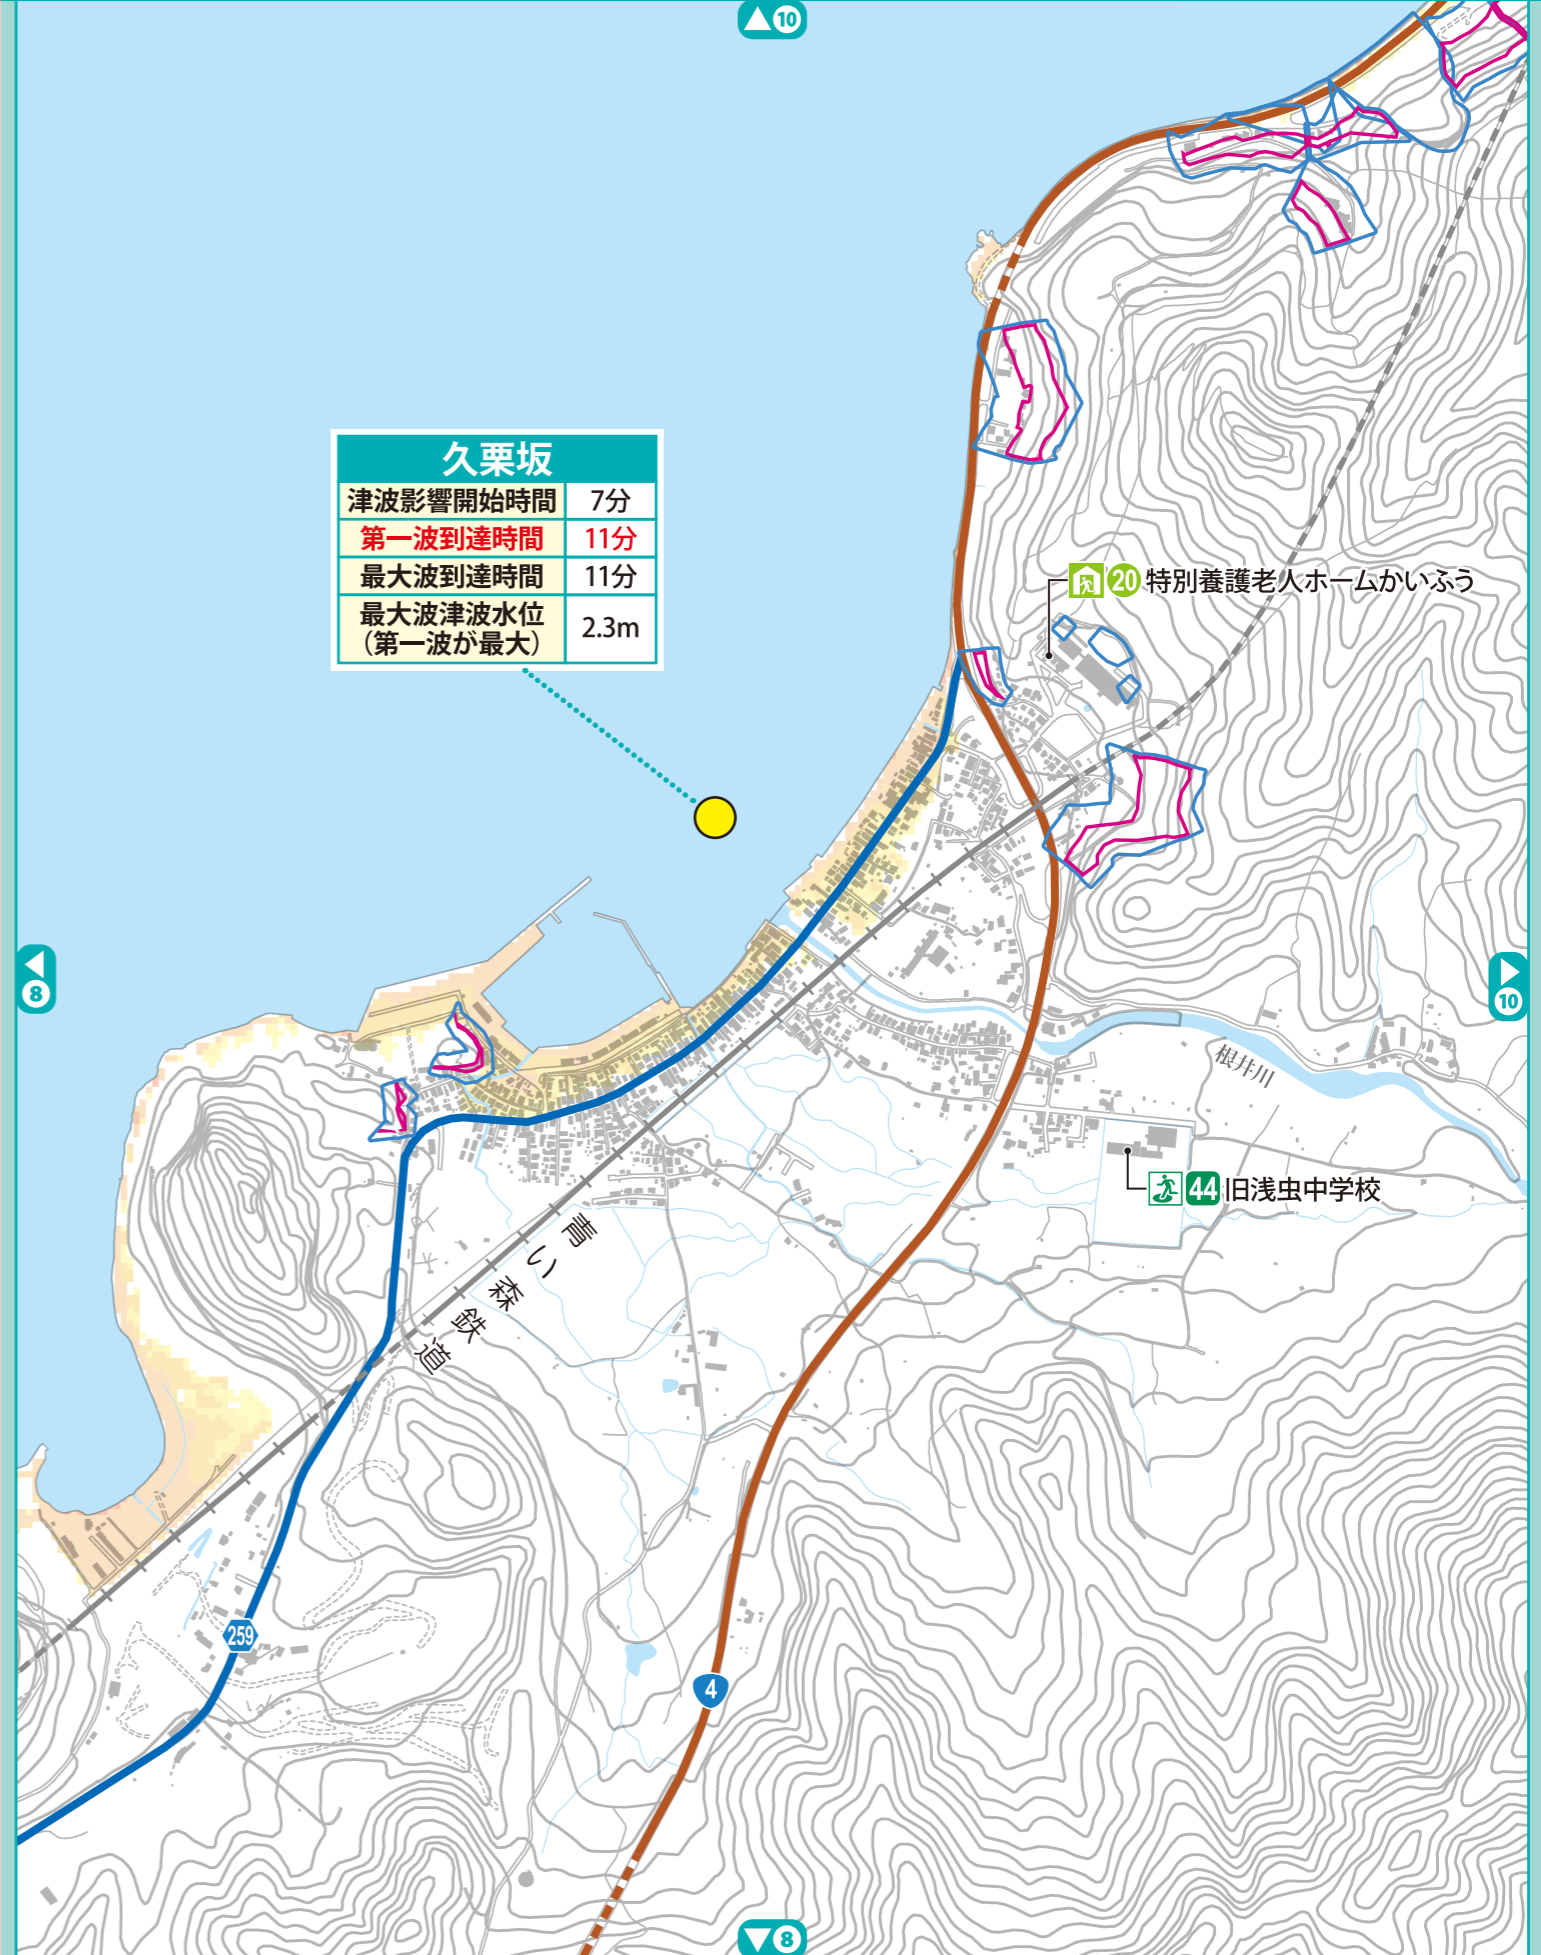 10
久栗坂
津波影響開始時間 7分
第一波到達時間 11分
最大波到達時間 11分
最大波津波水位
（第一波が最大） 2.3m
20 特別養護老人ホームかいふう
8
10
根井川
44 旧浅虫中学校
青い森鉄道
259
4
8